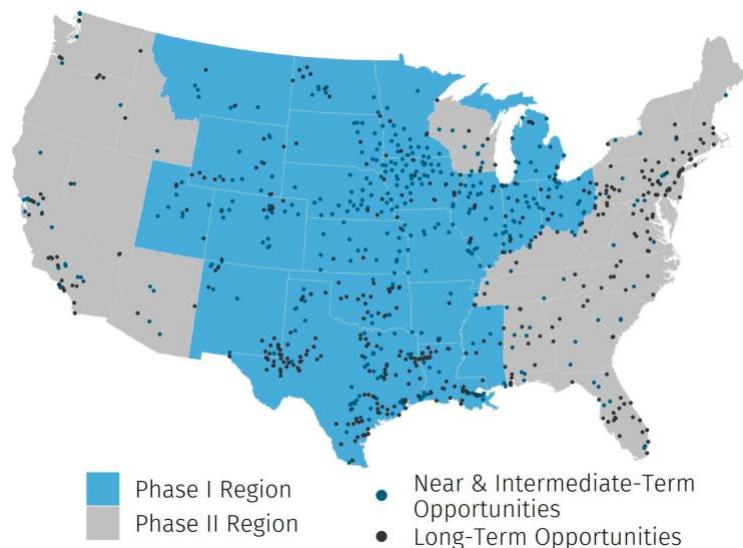 Phase I Region
Phase II Region
Near & Intermediate-Term
Opportunities
Long-Term Opportunities